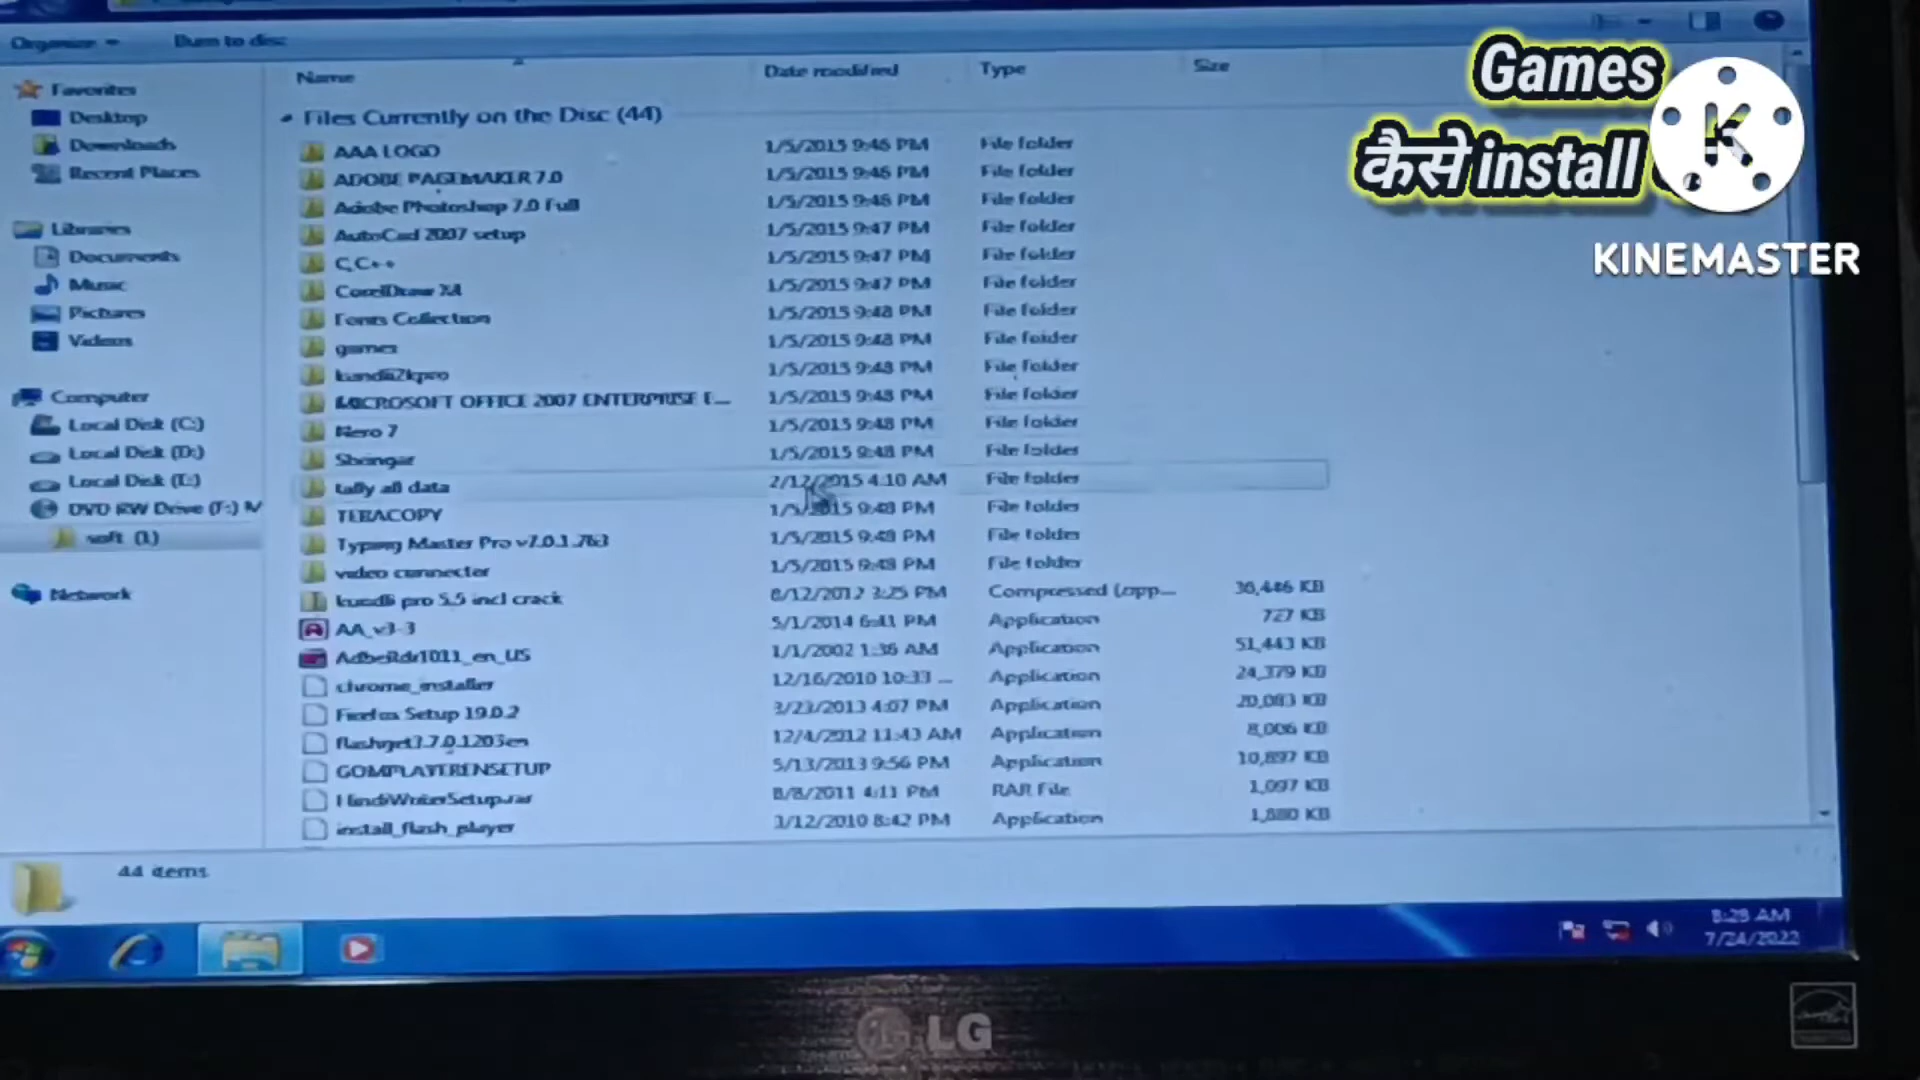 Organize
Burn to disc
Games
कैसे install
KINEMASTER
Name
Date modified
Type
Size
Favorites
Desktop
Downloads
Recent Places
Libraries
Documents
Music
Pictures
Videos
Computer
Local Disk (C:)
Local Disk (D:)
Local Disk (E:)
DVD RW Drive (F:) M
soft (1)
Network
Files Currently on the Disc (44)
AAA LOGO 1/5/2015 9:46 PM File folder
ADOBE PAGEMAKER 7.0 1/5/2015 9:46 PM File folder
Adobe Photoshop 7.0 Full 1/5/2015 9:46 PM File folder
AutoCad 2007 setup 1/5/2015 9:47 PM File folder
C,C++ 1/5/2015 9:47 PM File folder
CorelDraw X4 1/5/2015 9:47 PM File folder
Fonts Collection 1/5/2015 9:48 PM File folder
games 1/5/2015 9:48 PM File folder
kundli2kpro 1/5/2015 9:48 PM File folder
MICROSOFT OFFICE 2007 ENTERPRISE E... 1/5/2015 9:48 PM File folder
Nero 7 1/5/2015 9:48 PM File folder
1/5/2015 9:48 PM File folder
tally all data 2/12/2015 4:10 AM File folder
TERACOPY 1/5/2015 9:48 PM File folder
Typing Master Pro v7.0.1.763 1/5/2015 9:48 PM File folder
video connector 1/5/2015 9:48 PM File folder
kundli pro 5.5 incl crack 8/12/2012 3:25 PM Compressed (zipp... 36,446 KB
AA_v3-3 5/1/2014 6:41 PM Application 727 KB
AdbeRdr1011_en_US 1/1/2002 1:36 AM Application 51,443 KB
chrome_installer 12/16/2010 10:33 ... Application 24,379 KB
Firefox Setup 19.0.2 3/23/2013 4:07 PM Application 20,083 KB
flashget3.7.0.1203en 12/4/2012 11:43 AM Application 8,006 KB
GOMPLAYERENSETUP 5/13/2013 9:56 PM Application 10,897 KB
HindiWriterSetup.rar 8/8/2011 4:11 PM RAR File 1,097 KB
install_flash_player 3/12/2010 8:42 PM Application 1,880 KB
44 items
8:28 AM
7/24/2022
LG